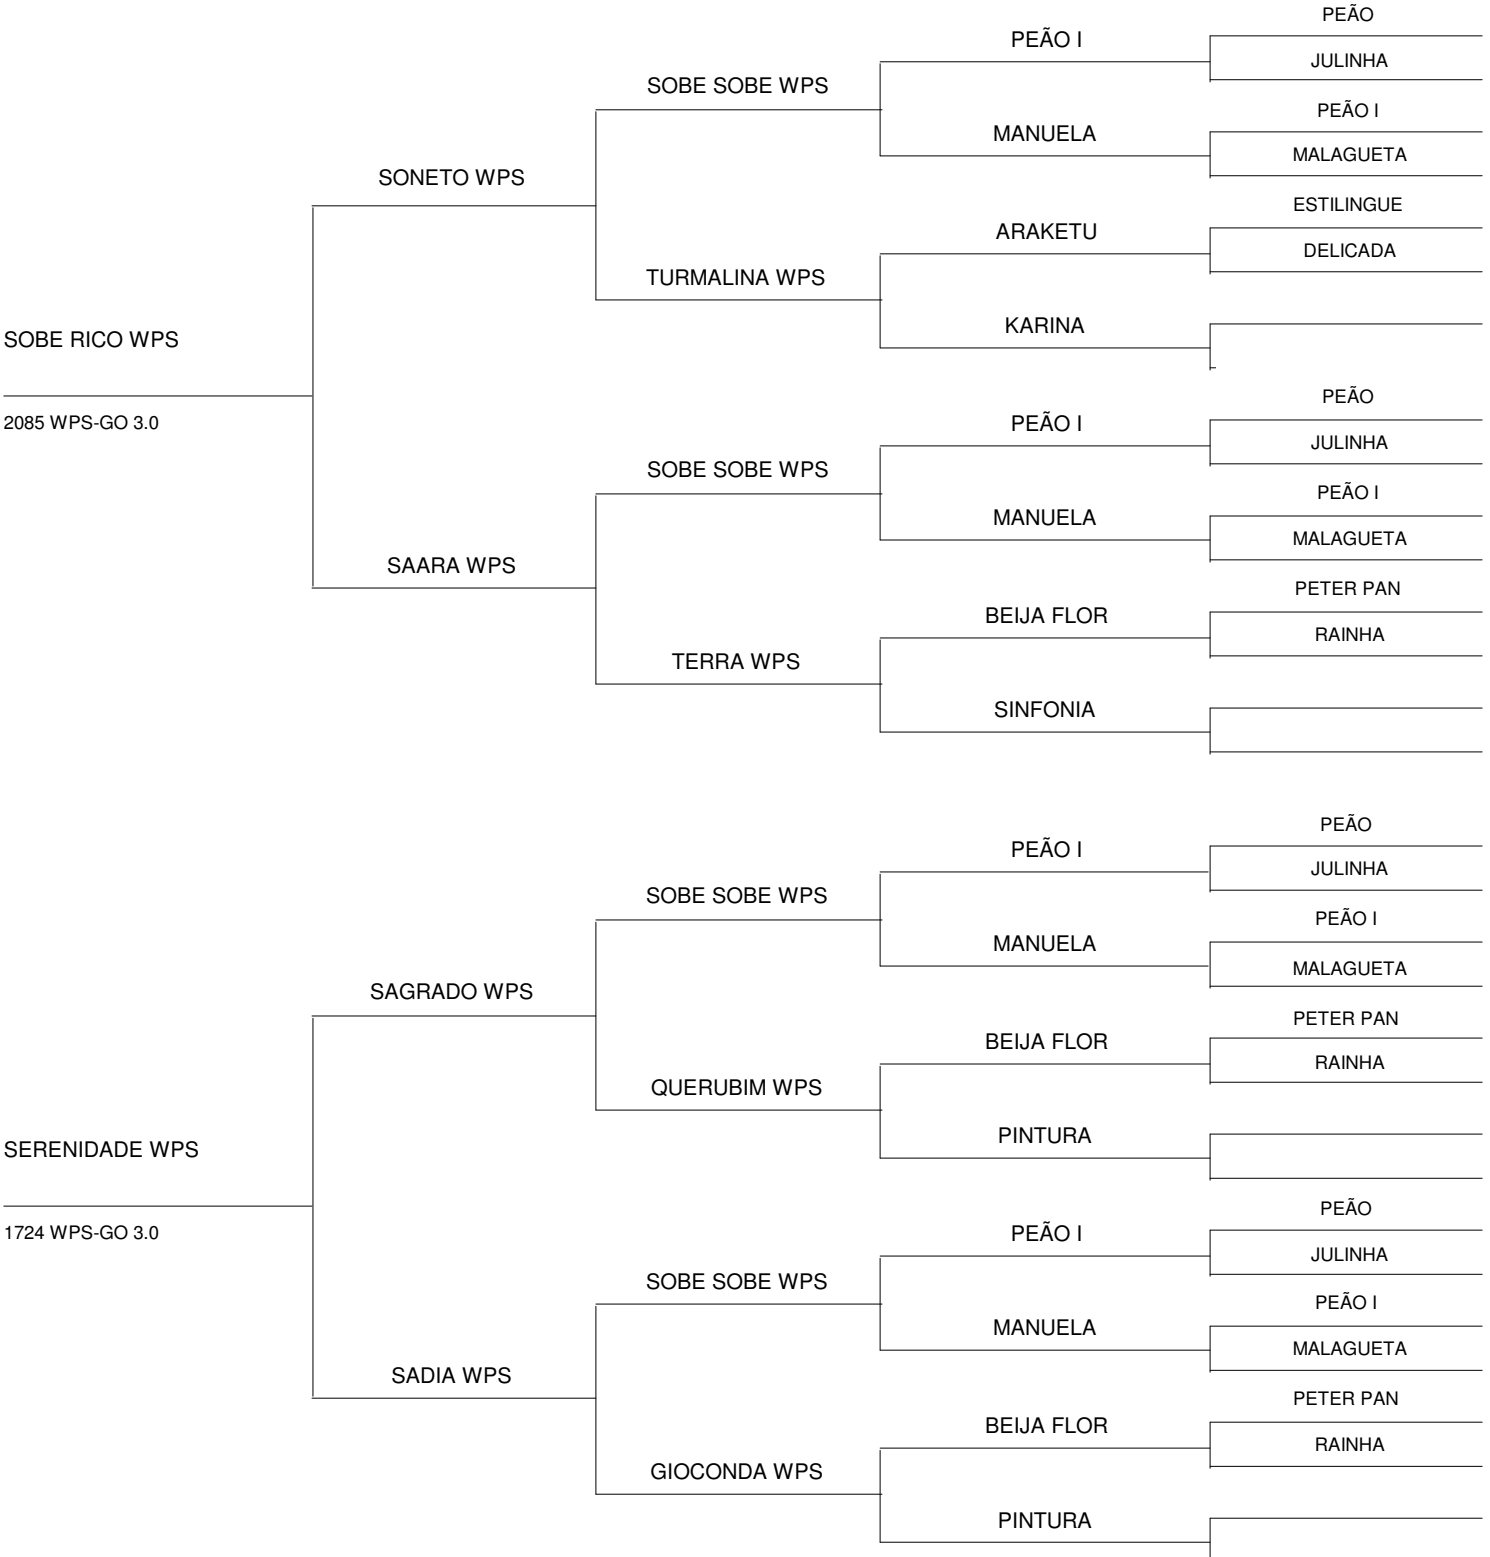 PEÃO
PEÃO I
JULINHA
SOBE SOBE WPS
PEÃO I
MANUELA
MALAGUETA
SONETO WPS
ESTILINGUE
ARAKETU
DELICADA
TURMALINA WPS
KARINA
SOBE RICO WPS
PEÃO
2085 WPS-GO 3.0
PEÃO I
JULINHA
SOBE SOBE WPS
PEÃO I
MANUELA
MALAGUETA
SAARA WPS
PETER PAN
BEIJA FLOR
RAINHA
TERRA WPS
SINFONIA
PEÃO
PEÃO I
JULINHA
SOBE SOBE WPS
PEÃO I
MANUELA
MALAGUETA
SAGRADO WPS
PETER PAN
BEIJA FLOR
RAINHA
QUERUBIM WPS
PINTURA
SERENIDADE WPS
PEÃO
1724 WPS-GO 3.0
PEÃO I
JULINHA
SOBE SOBE WPS
PEÃO I
MANUELA
MALAGUETA
SADIA WPS
PETER PAN
BEIJA FLOR
RAINHA
GIOCONDA WPS
PINTURA